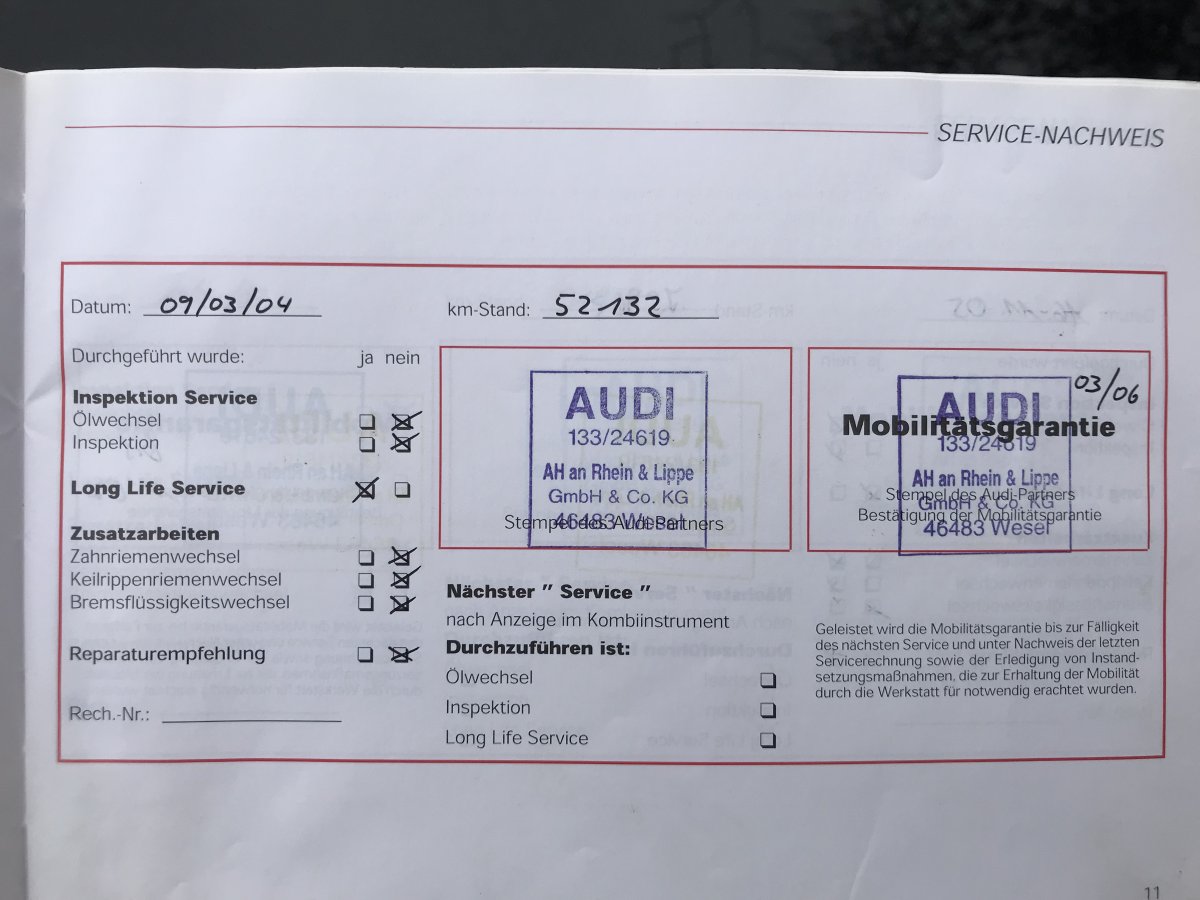 SERVICE-NACHWEIS
Datum: 09/03/04
km-Stand: 52132
Durchgeführt wurde: ja nein
Inspektion Service
Ölwechsel
Inspektion
Long Life Service
Zusatzarbeiten
Zahnriemenwechsel
Keilrippenriemenwechsel
Bremsflüssigkeitswechsel
Reparaturempfehlung
Rech.-Nr.:
AUDI
133/24619
AH an Rhein & Lippe
GmbH & Co. KG
46483 Wesel
Stempel des Audi-Partners
Nächster " Service "
nach Anzeige im Kombiinstrument
Durchzuführen ist:
Ölwechsel
Inspektion
Long Life Service
03/06
AUDI
Mobilitätsgarantie
133/24619
AH an Rhein & Lippe
Stempel des Audi-Partners
GmbH & Co. KG
Bestätigung der Mobilitätsgarantie
46483 Wesel
Geleistet wird die Mobilitätsgarantie bis zur Fälligkeit
des nächsten Service und unter Nachweis der letzten
Servicerechnung sowie der Erledigung von Instand-
setzungsmaßnahmen, die zur Erhaltung der Mobilität
durch die Werkstatt für notwendig erachtet wurden.
11